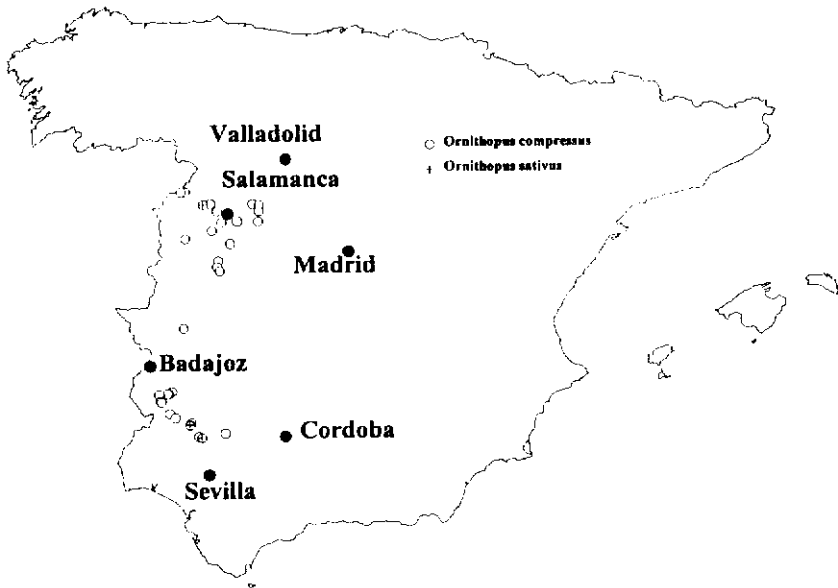 Valladolid
Ornithopus compressus
Ornithopus sativus
Salamanca
Madrid
Badajoz
Cordoba
Sevilla